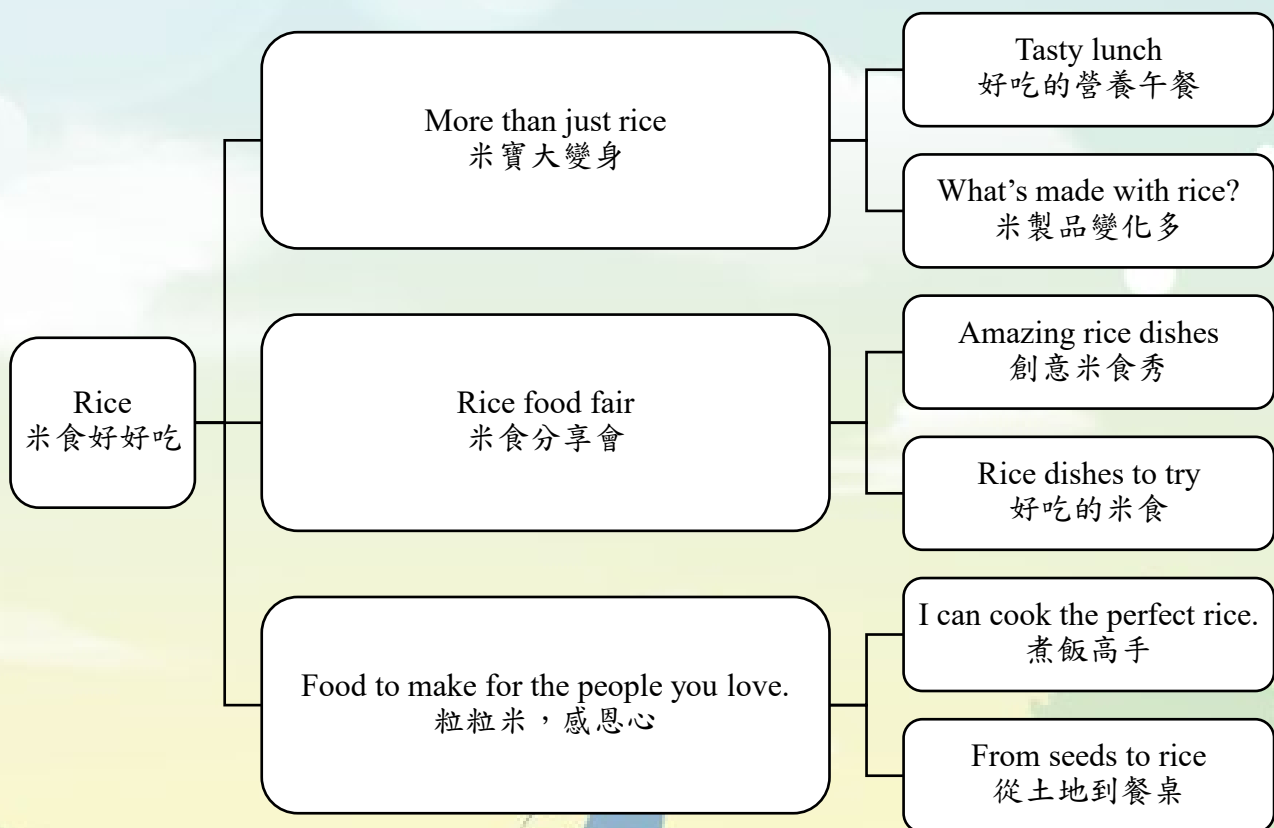 Rice
米食好好吃
More than just rice
米寶大變身
Tasty lunch
好吃的營養午餐
What’s made with rice?
米製品變化多
Rice food fair
米食分享會
Amazing rice dishes
創意米食秀
Rice dishes to try
好吃的米食
Food to make for the people you love.
粒粒米，感恩心
I can cook the perfect rice.
煮飯高手
From seeds to rice
從土地到餐桌